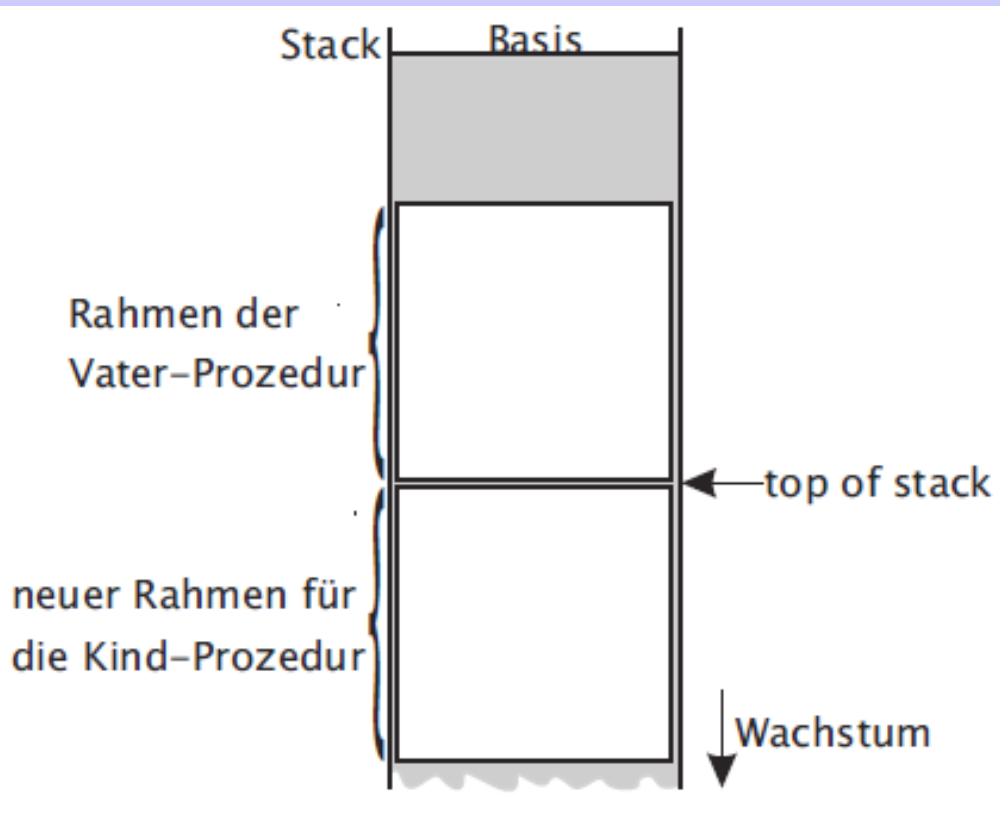 Stack
Basis
Rahmen der
Vater–Prozedur
top of stack
neuer Rahmen für
die Kind–Prozedur
Wachstum